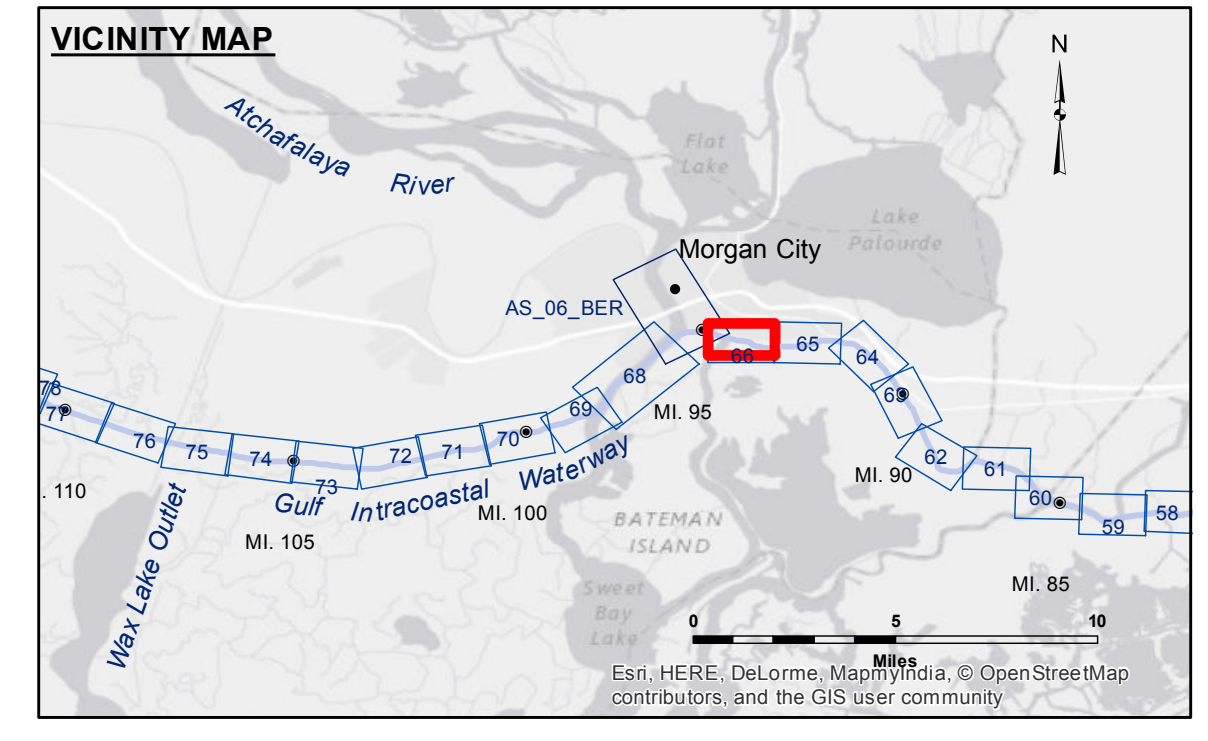 VICINITY MAP
N
Atchafalaya
River
Flat
Lake
Lake
Palourde
Morgan City
AS_06_BER
66
65
64
63
68
69
MI. 95
78
77
76
75
74
73
72
71
70
62
61
60
59
58
MI. 90
. 110
Wax Lake Outlet
Gulf
Intracoastal
Waterway
MI. 105
MI. 100
BATEMAN
ISLAND
Sweet
Bay
Lake
MI. 85
0
5
10
Miles
Esri, HERE, DeLorme, MapmyIndia, © OpenStreetMap
contributors, and the GIS user community